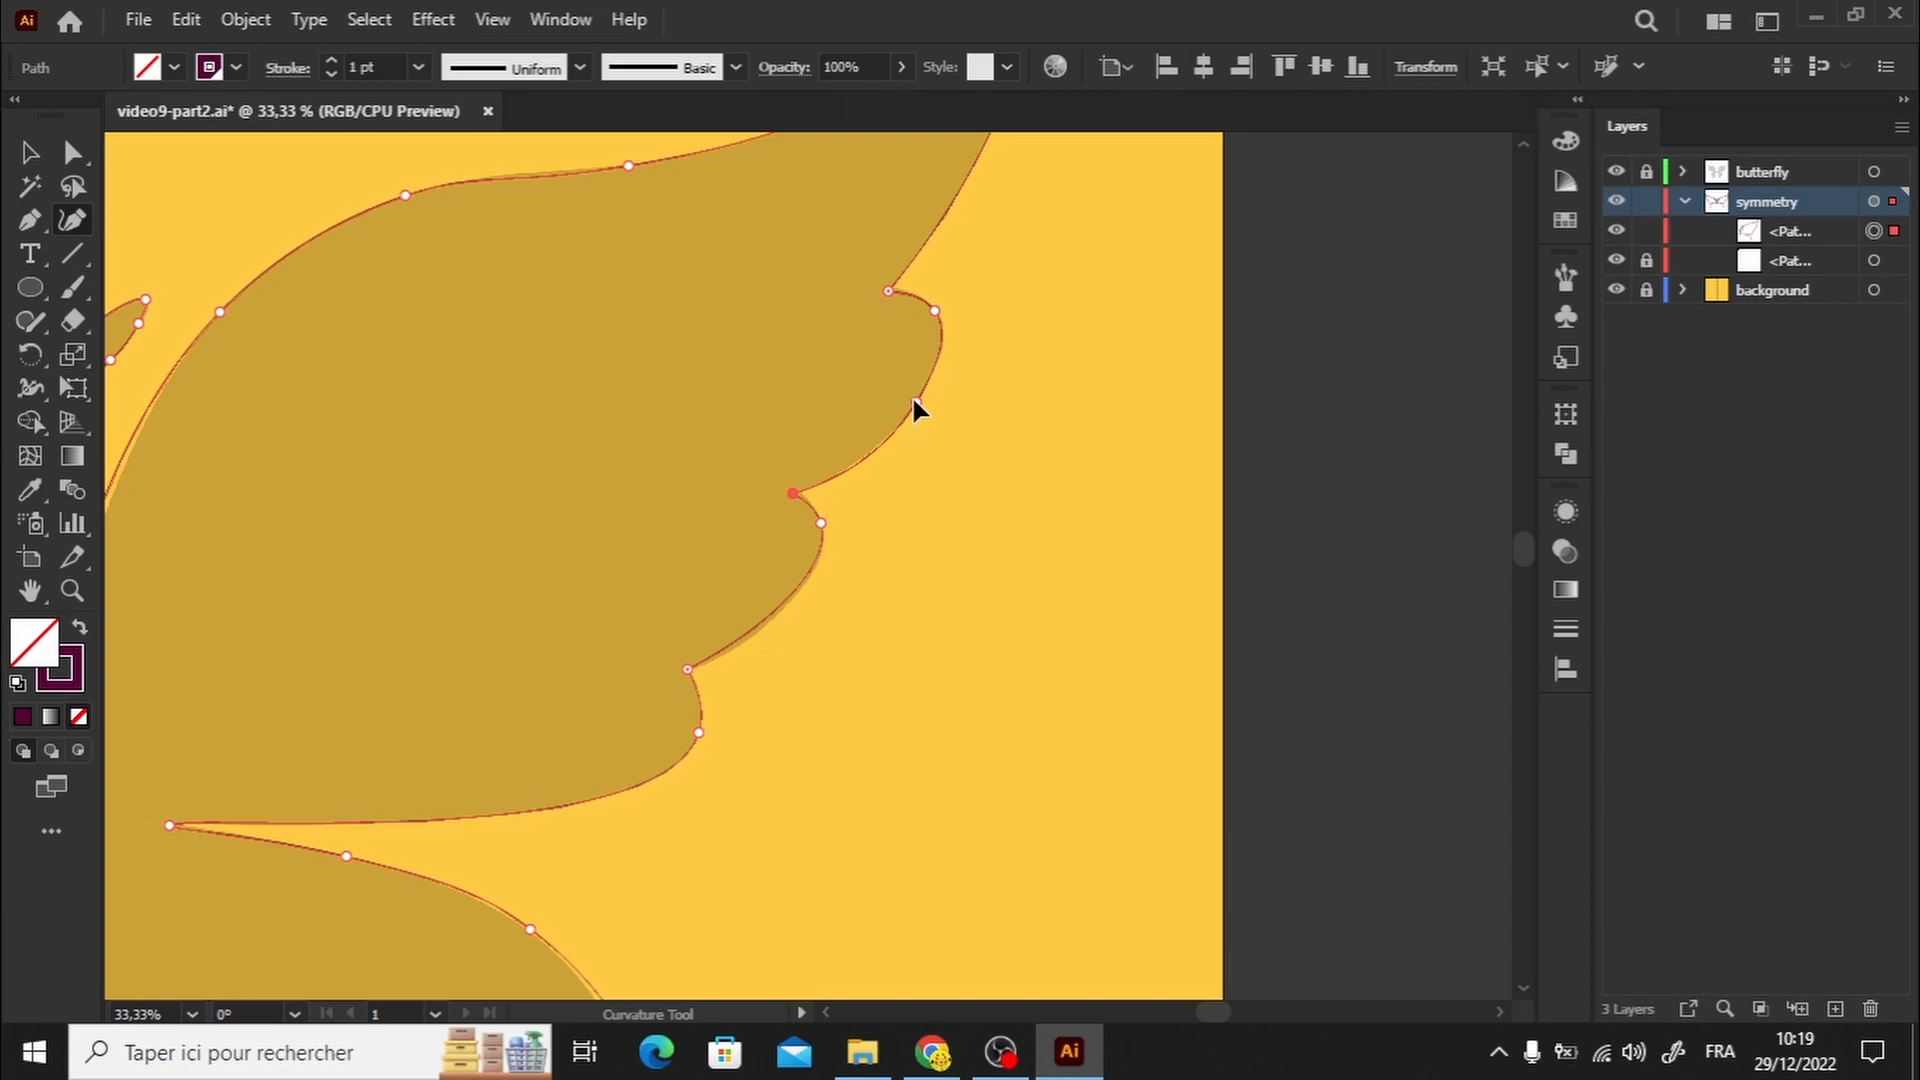 Ai File Edit Object Type Select Effect View Window Help
Path Stroke: 1 pt Uniform Basic Opacity: 100% Style: Transform
video9-part2.ai* @ 33,33 % (RGB/CPU Preview)
Layers
butterfly
symmetry
<Pat...
<Pat...
background
33,33% 0° 1 Curvature Tool
3 Layers
Taper ici pour rechercher
Ai
FRA
10:19
29/12/2022